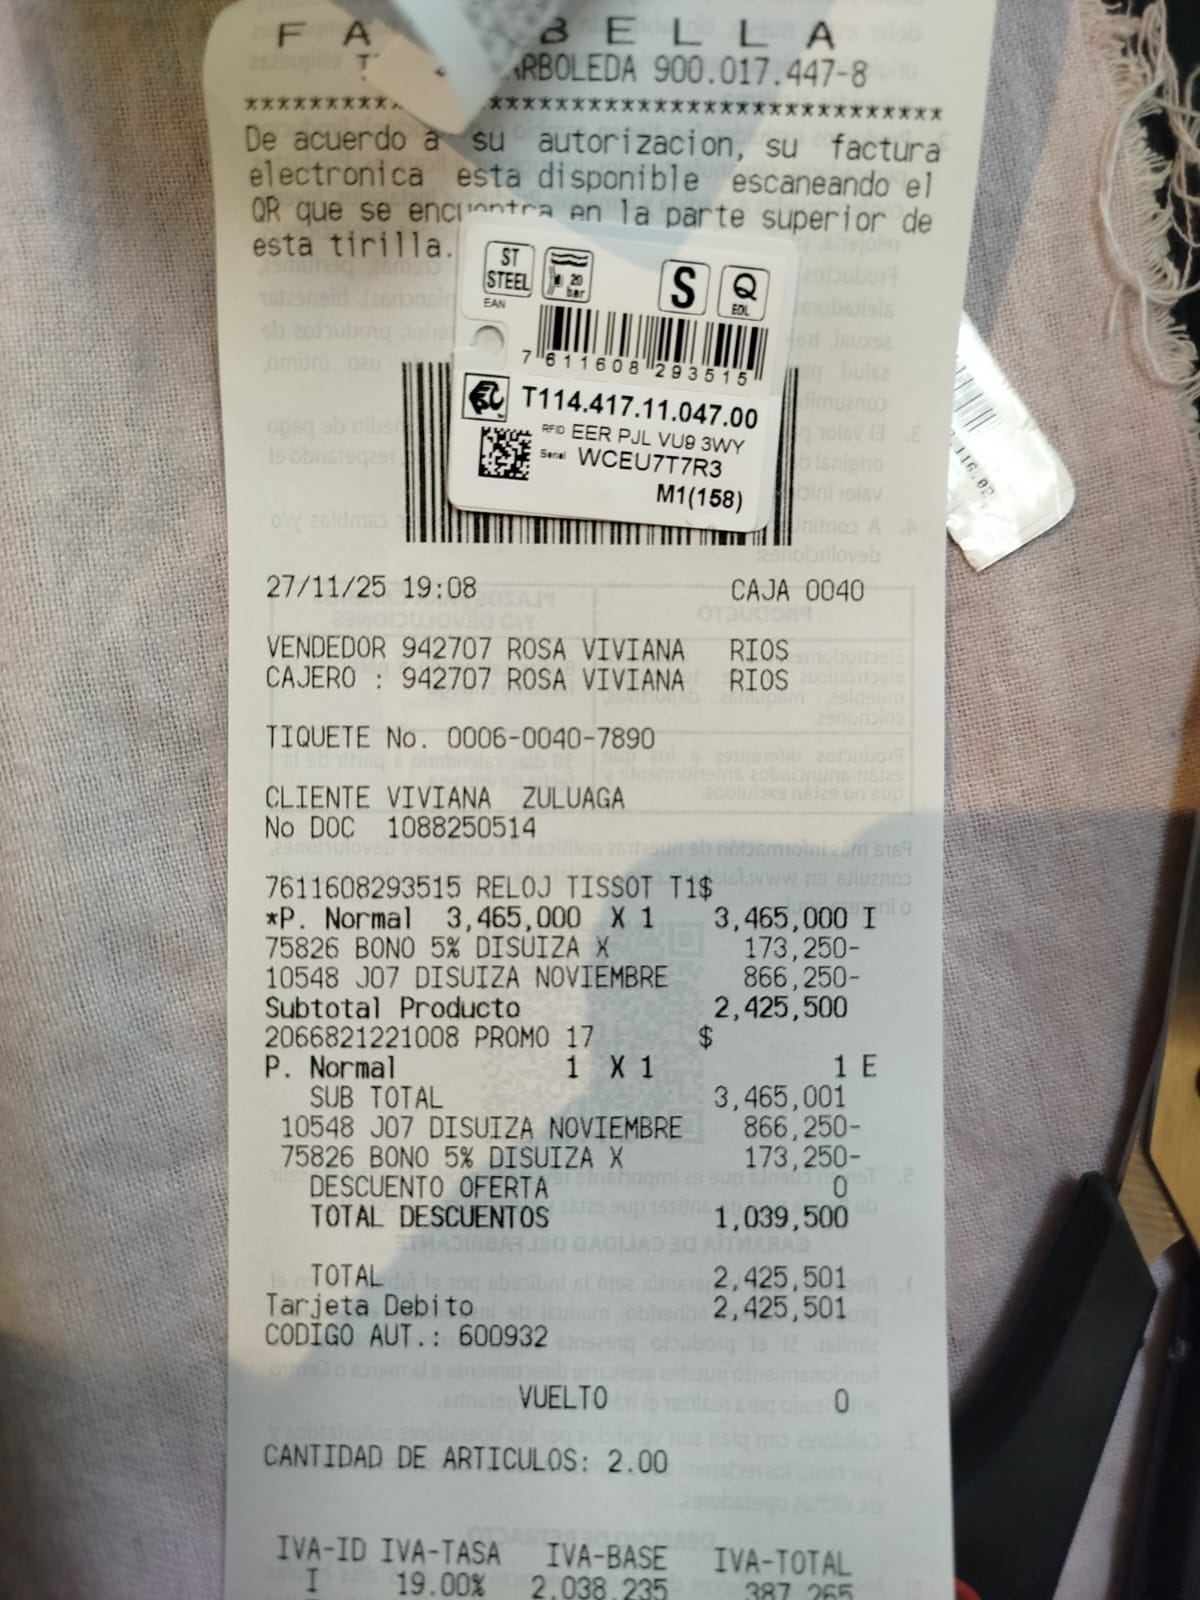 F A BELLA
ARBOLEDA 900.017.447-8
De acuerdo a su autorizacion, su factura
electronica esta disponible escaneando el
QR que se encuentra en la parte superior de
esta tirilla.
ST
STEEL
20
bar
S
Q
EOL
EAN
7 611608 293515
T114.417.11.047.00
RFID EER PJL VU9 3WY
Serial WCEU7T7R3
M1(158)
116.02
27/11/25 19:08 CAJA 0040
VENDEDOR 942707 ROSA VIVIANA RIOS
CAJERO : 942707 ROSA VIVIANA RIOS
TIQUETE No. 0006-0040-7890
CLIENTE VIVIANA ZULUAGA
No DOC 1088250514
7611608293515 RELOJ TISSOT T1$
*P. Normal 3,465,000 X 1 3,465,000 I
75826 BONO 5% DISUIZA X 173,250-
10548 J07 DISUIZA NOVIEMBRE 866,250-
Subtotal Producto 2,425,500
2066821221008 PROMO 17 $
P. Normal 1 X 1 1 E
SUB TOTAL 3,465,001
10548 J07 DISUIZA NOVIEMBRE 866,250-
75826 BONO 5% DISUIZA X 173,250-
DESCUENTO OFERTA 0
TOTAL DESCUENTOS 1,039,500
TOTAL 2,425,501
Tarjeta Debito 2,425,501
CODIGO AUT.: 600932
VUELTO 0
CANTIDAD DE ARTICULOS: 2.00
IVA-ID IVA-TASA IVA-BASE IVA-TOTAL
I 19.00% 2,038,235 387,265